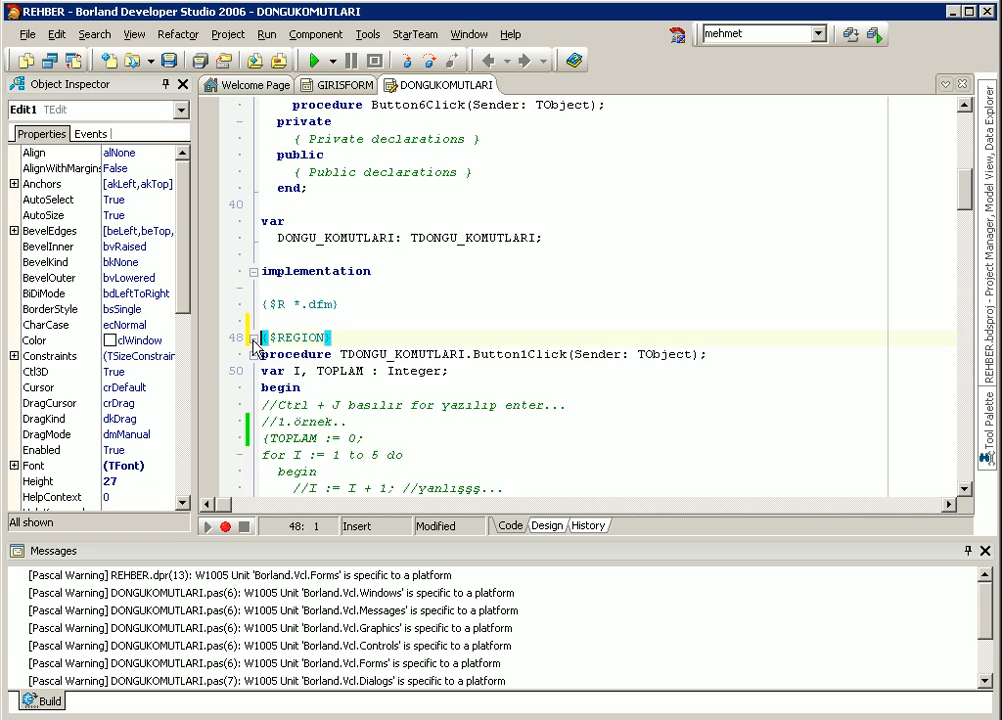 REHBER - Borland Developer Studio 2006 - DONGUKOMUTLARI
File Edit Search View Refactor Project Run Component Tools StarTeam Window Help
mehmet
Object Inspector
Welcome Page GIRISFORM DONGUKOMUTLARI
Edit1 TEdit
Properties Events
Align alNone
AlignWithMargins False
Anchors [akLeft,akTop]
AutoSelect True
AutoSize True
BevelEdges [beLeft,beTop,
BevelInner bvRaised
BevelKind bkNone
BevelOuter bvLowered
BiDiMode bdLeftToRight
BorderStyle bsSingle
CharCase ecNormal
Color clWindow
Constraints (TSizeConstrain
Ctl3D True
Cursor crDefault
DragCursor crDrag
DragKind dkDrag
DragMode dmManual
Enabled True
Font (TFont)
Height 27
HelpContext 0
All shown
procedure Button6Click(Sender: TObject);
private
{ Private declarations }
public
{ Public declarations }
end;
40
var
DONGU_KOMUTLARI: TDONGU_KOMUTLARI;
implementation
{$R *.dfm}
48 {$REGION}
procedure TDONGU_KOMUTLARI.Button1Click(Sender: TObject);
50 var I, TOPLAM : Integer;
begin
//Ctrl + J basılır for yazılıp enter...
//1.örnek..
{TOPLAM := 0;
for I := 1 to 5 do
begin
//I := I + 1; //yanlışşş...
48: 1 Insert Modified Code Design History
REHBER.bdsproj - Project Manager, Model View, Data Explorer
Tool Palette
Messages
[Pascal Warning] REHBER.dpr(13): W1005 Unit 'Borland.Vcl.Forms' is specific to a platform
[Pascal Warning] DONGUKOMUTLARI.pas(6): W1005 Unit 'Borland.Vcl.Windows' is specific to a platform
[Pascal Warning] DONGUKOMUTLARI.pas(6): W1005 Unit 'Borland.Vcl.Messages' is specific to a platform
[Pascal Warning] DONGUKOMUTLARI.pas(6): W1005 Unit 'Borland.Vcl.Graphics' is specific to a platform
[Pascal Warning] DONGUKOMUTLARI.pas(6): W1005 Unit 'Borland.Vcl.Controls' is specific to a platform
[Pascal Warning] DONGUKOMUTLARI.pas(6): W1005 Unit 'Borland.Vcl.Forms' is specific to a platform
[Pascal Warning] DONGUKOMUTLARI.pas(7): W1005 Unit 'Borland.Vcl.Dialogs' is specific to a platform
Build